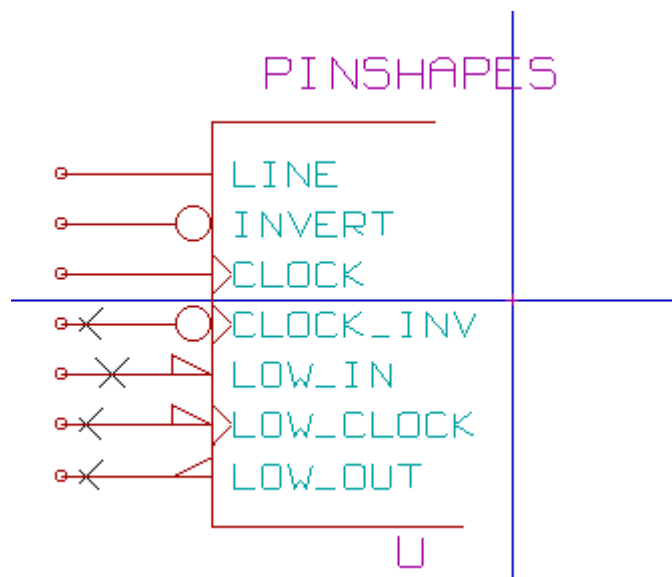 PINSHAPES
LINE
INVERT
CLOCK
CLOCK_INV
LOW_IN
LOW_CLOCK
LOW_OUT
U